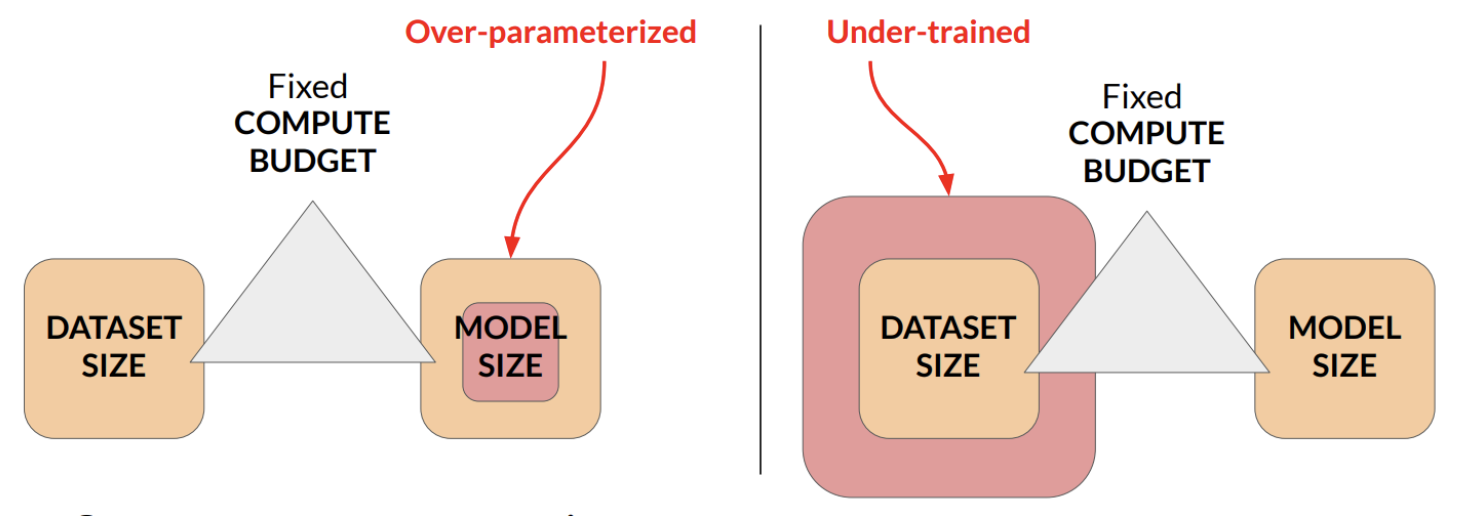 Over-parameterized
Fixed
COMPUTE
BUDGET
DATASET
SIZE
MODEL
SIZE
Under-trained
Fixed
COMPUTE
BUDGET
DATASET
SIZE
MODEL
SIZE